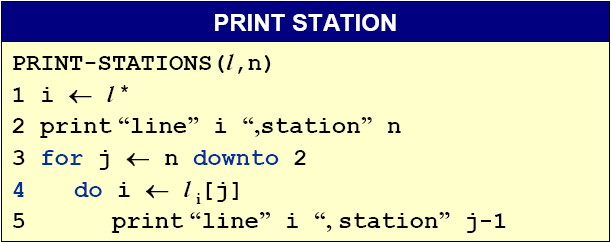 PRINT STATION
PRINT-STATIONS(l,n)
1 i ← l*
2 print “line” i “,station” n
3 for j ← n downto 2
4 do i ← lᵢ[j]
5 print “line” i “, station” j-1